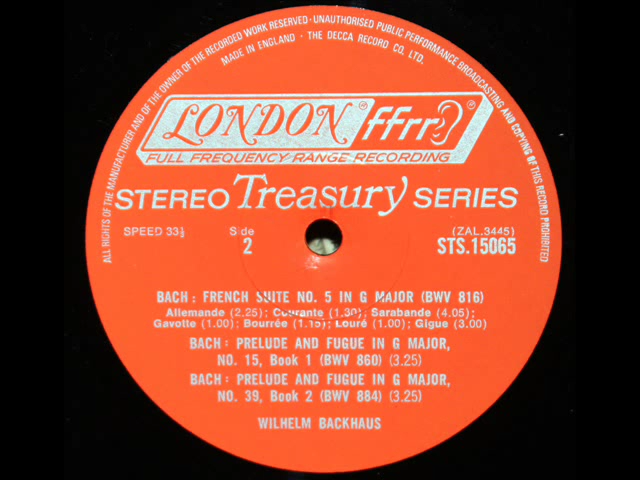 ALL RIGHTS OF THE MANUFACTURER AND OF THE OWNER OF THE RECORDED WORK RESERVED · UNAUTHORISED PUBLIC PERFORMANCE BROADCASTING AND COPYING OF THIS RECORD PROHIBITED
MADE IN ENGLAND · THE DECCA RECORD CO. LTD.
LONDON ® ffrr ®
FULL FREQUENCY RANGE RECORDING
STEREO Treasury SERIES
SPEED 33⅓ Side (ZAL.3445)
2 STS.15065
BACH: FRENCH SUITE NO. 5 IN G MAJOR (BWV 816)
Allemande (2.25); Courante (1.30); Sarabande (4.05);
Gavotte (1.00); Bourrée (1.15); Louré (1.00); Gigue (3.00)
BACH: PRELUDE AND FUGUE IN G MAJOR,
NO. 15, Book 1 (BWV 860) (3.25)
BACH: PRELUDE AND FUGUE IN G MAJOR,
NO. 39, Book 2 (BWV 884) (3.25)
WILHELM BACKHAUS